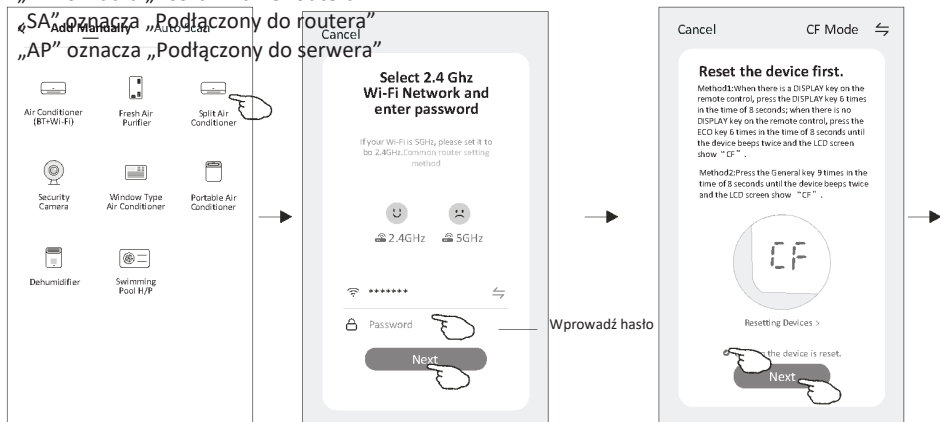 „SA” oznacza „Podłączony do routera”
„AP” oznacza „Podłączony do serwera”
Add Manually
Auto Scan
Air Conditioner
(BT+Wi-Fi)
Fresh Air
Purifier
Split Air
Conditioner
Security
Camera
Window Type
Air Conditioner
Portable Air
Conditioner
Dehumidifier
Swimming
Pool H/P
Cancel
Select 2.4 Ghz
Wi-Fi Network and
enter password
If your Wi-Fi is 5GHz, please set it to
be 2.4GHz.Common router setting
method
2.4GHz
5GHz
*******
Password
Wprowadź hasło
Next
Cancel
CF Mode
Reset the device first.
Method1:When there is a DISPLAY key on the
remote control, press the DISPLAY key 6 times
in the time of 8 seconds; when there is no
DISPLAY key on the remote control, press the
ECO key 6 times in the time of 8 seconds until
the device beeps twice and the LCD screen
show “CF” .
Method2:Press the General key 9 times in the
time of 8 seconds until the device beeps twice
and the LCD screen show “CF” .
CF
Resetting Devices >
the device is reset.
Next